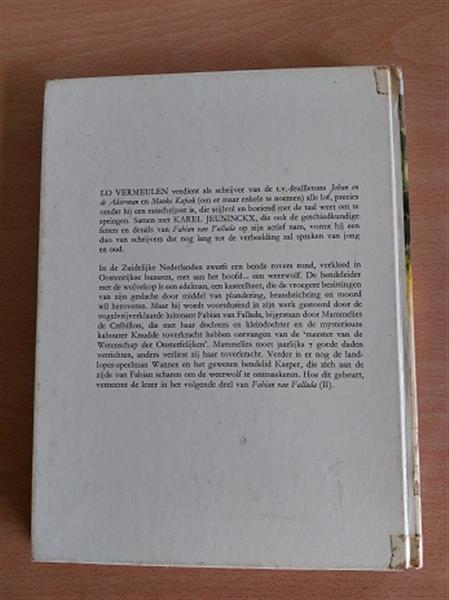 LO VERMEULEN verdient als schrijver van de t.v.-feuilletons Johan en
de Alverman en Manko Kapak (om er maar enkele te noemen) alle lof, precies
omdat hij een rasschrijver is, die stijlvol en boeiend met de taal weet om te
springen. Samen met KAREL JEUNINCKX, die ook de geschiedkundige
feiten en details van Fabian van Fallada op zijn actief nam, vormt hij een
duo van schrijvers dat nog lang tot de verbeelding zal spreken van jong
en oud.
In de Zuidelijke Nederlanden zwerft een bende rovers rond, verkleed in
Oostenrijkse huzaren, met aan het hoofd... een weerwolf. De bendeleider
met de wolvekop is een edelman, een kasteelheer, die de vroegere bezittingen
van zijn geslacht door middel van plundering, brandstichting en moord
wil heroveren. Maar hij wordt voortdurend in zijn werk gestoord door de
vogelvrijverklaarde luitenant Fabian van Fallada, bijgestaan door Mammelies
de Crébillon, die met haar dochters en kleindochter en de mysterieuze
kabouter Knudde toverkracht hebben ontvangen van de 'meester van de
Wetenschap der Onsterfelijken'. Mammelies moet jaarlijks 7 goede daden
verrichten, anders verliest zij haar toverkracht. Verder is er nog de land-
loper-speelman Wannes en het gewezen bendelid Kasper, die zich aan de
zijde van Fabian scharen om de weerwolf te ontmaskeren. Hoe dit gebeurt,
verneemt de lezer in het volgende deel van Fabian van Fallada (II).